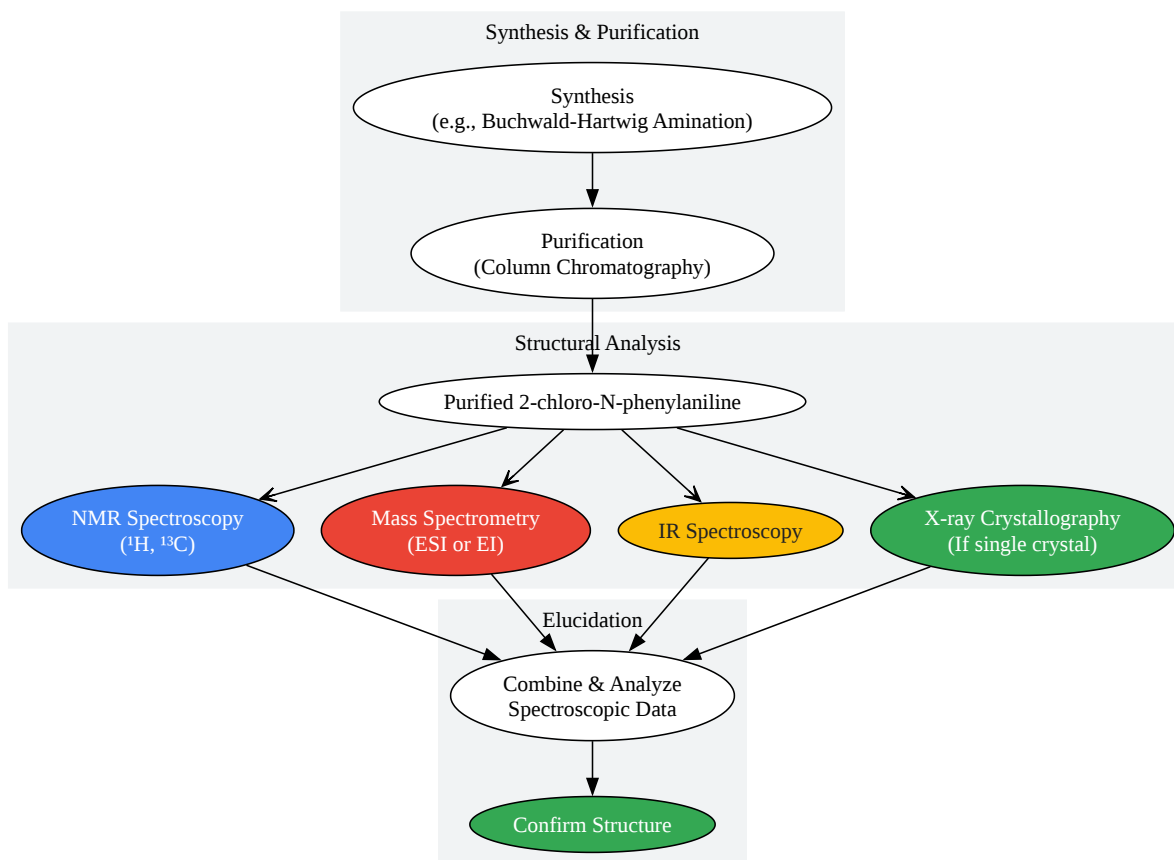 Synthesis & Purification
Synthesis
(e.g., Buchwald-Hartwig Amination)
Purification
(Column Chromatography)
Structural Analysis
Purified 2-chloro-N-phenylaniline
NMR Spectroscopy
(¹H, ¹³C)
Mass Spectrometry
(ESI or EI)
IR Spectroscopy
X-ray Crystallography
(If single crystal)
Elucidation
Combine & Analyze
Spectroscopic Data
Confirm Structure